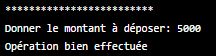 *************************
Donner le montant à déposer: 5000
Opération bien effectuée